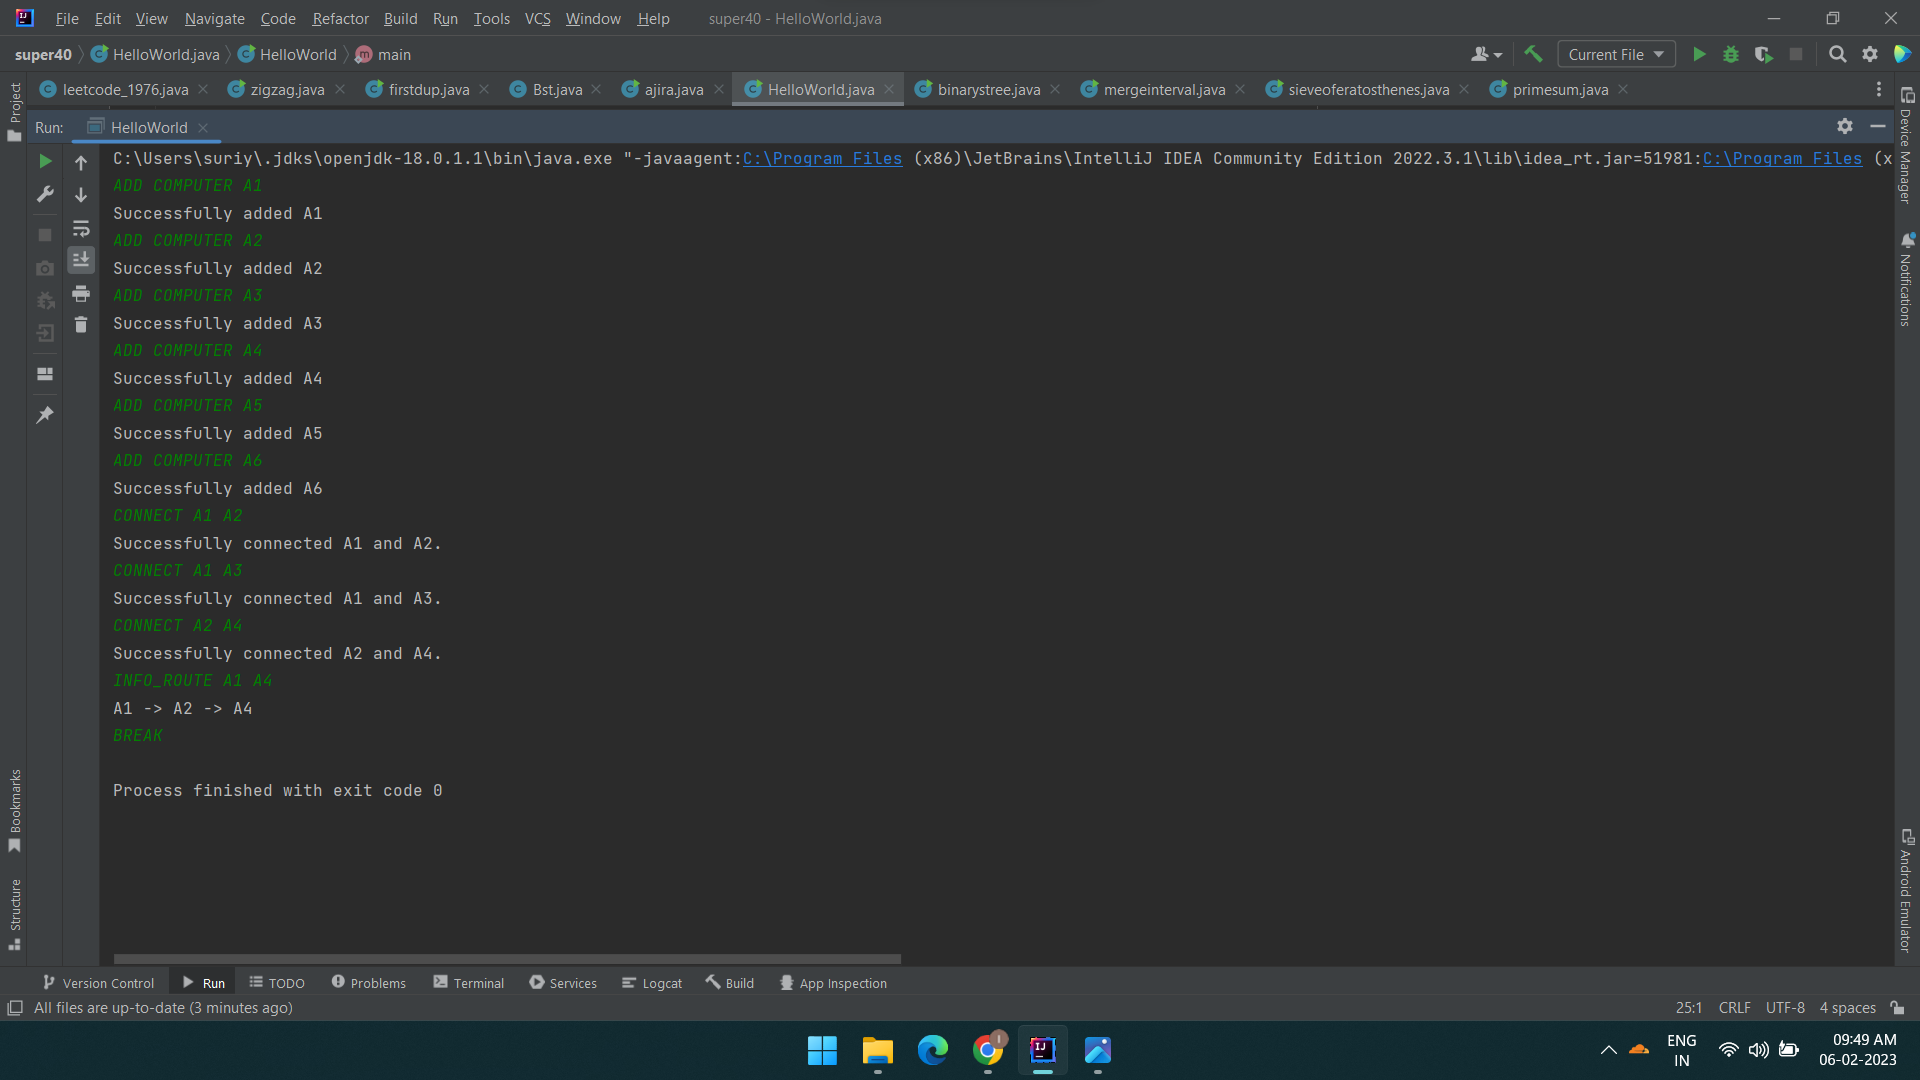 File Edit View Navigate Code Refactor Build Run Tools VCS Window Help super40 - HelloWorld.java
super40 HelloWorld.java HelloWorld main Current File
leetcode_1976.java zigzag.java firstdup.java Bst.java ajira.java HelloWorld.java binarystree.java mergeinterval.java sieveoferatosthenes.java primesum.java
Run: HelloWorld
C:\Users\suriy\.jdks\openjdk-18.0.1.1\bin\java.exe "-javaagent:C:\Program Files (x86)\JetBrains\IntelliJ IDEA Community Edition 2022.3.1\lib\idea_rt.jar=51981:C:\Program Files (x
ADD COMPUTER A1
Successfully added A1
ADD COMPUTER A2
Successfully added A2
ADD COMPUTER A3
Successfully added A3
ADD COMPUTER A4
Successfully added A4
ADD COMPUTER A5
Successfully added A5
ADD COMPUTER A6
Successfully added A6
CONNECT A1 A2
Successfully connected A1 and A2.
CONNECT A1 A3
Successfully connected A1 and A3.
CONNECT A2 A4
Successfully connected A2 and A4.
INFO_ROUTE A1 A4
A1 -> A2 -> A4
BREAK
Process finished with exit code 0
Project
Bookmarks
Structure
Device Manager
Notifications
Android Emulator
Version Control Run TODO Problems Terminal Services Logcat Build App Inspection
All files are up-to-date (3 minutes ago) 25:1 CRLF UTF-8 4 spaces
ENG
IN
09:49 AM
06-02-2023